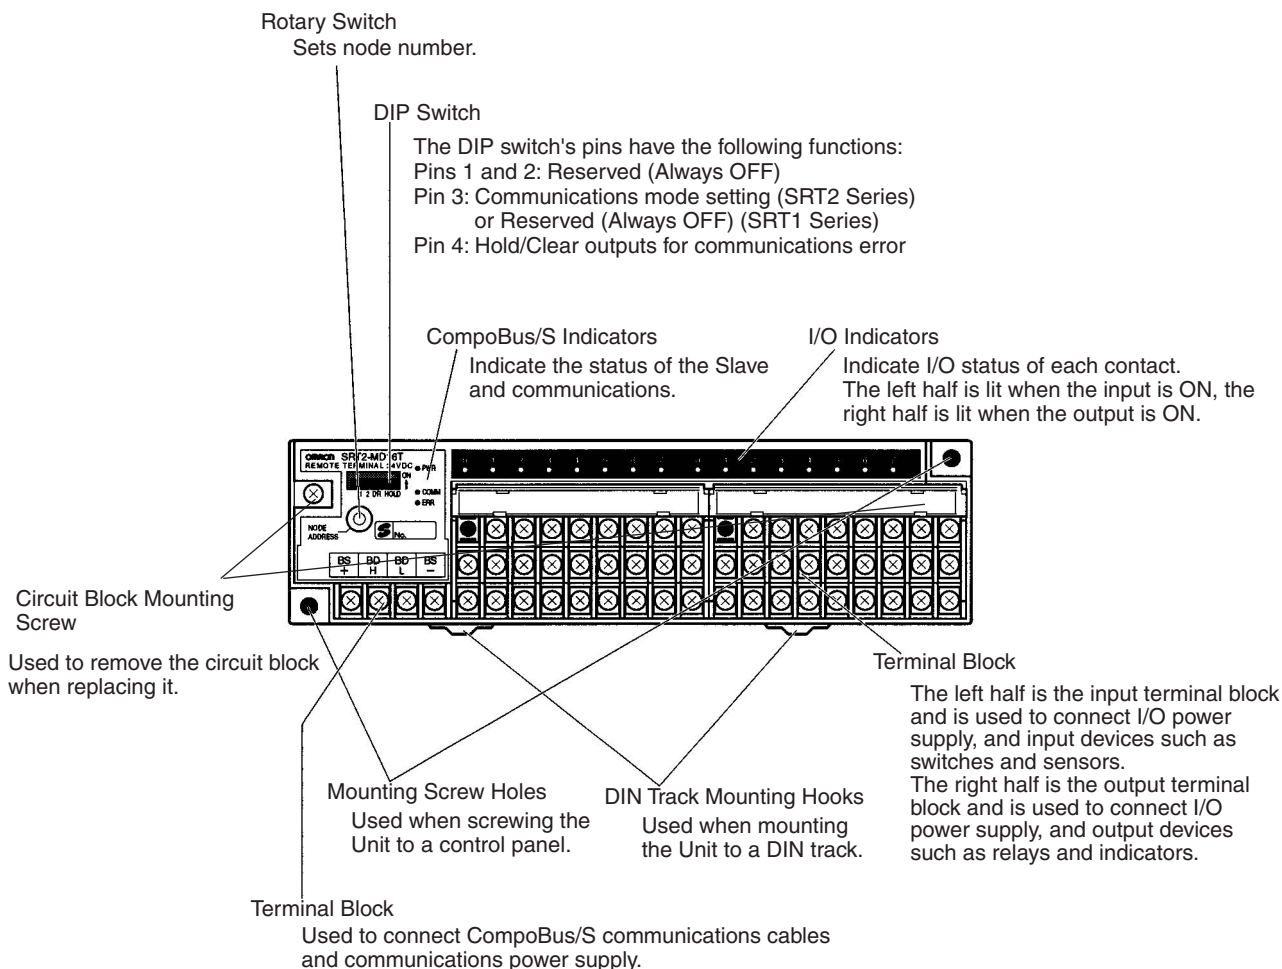 Rotary Switch
Sets node number.
DIP Switch
The DIP switch's pins have the following functions:
Pins 1 and 2: Reserved (Always OFF)
Pin 3: Communications mode setting (SRT2 Series)
or Reserved (Always OFF) (SRT1 Series)
Pin 4: Hold/Clear outputs for communications error
CompoBus/S Indicators
Indicate the status of the Slave
and communications.
I/O Indicators
Indicate I/O status of each contact.
The left half is lit when the input is ON, the
right half is lit when the output is ON.
OMRON SRT2-MD16T
REMOTE TERMINAL 24VDC
PWR
ON
1 2 DR HOLD
COMM
ERR
NODE
ADDRESS
S No.
BS BD BD BS
+ H L −
Circuit Block Mounting
Screw
Used to remove the circuit block
when replacing it.
Mounting Screw Holes
Used when screwing the
Unit to a control panel.
DIN Track Mounting Hooks
Used when mounting
the Unit to a DIN track.
Terminal Block
The left half is the input terminal block
and is used to connect I/O power
supply, and input devices such as
switches and sensors.
The right half is the output terminal
block and is used to connect I/O
power supply, and output devices
such as relays and indicators.
Terminal Block
Used to connect CompoBus/S communications cables
and communications power supply.